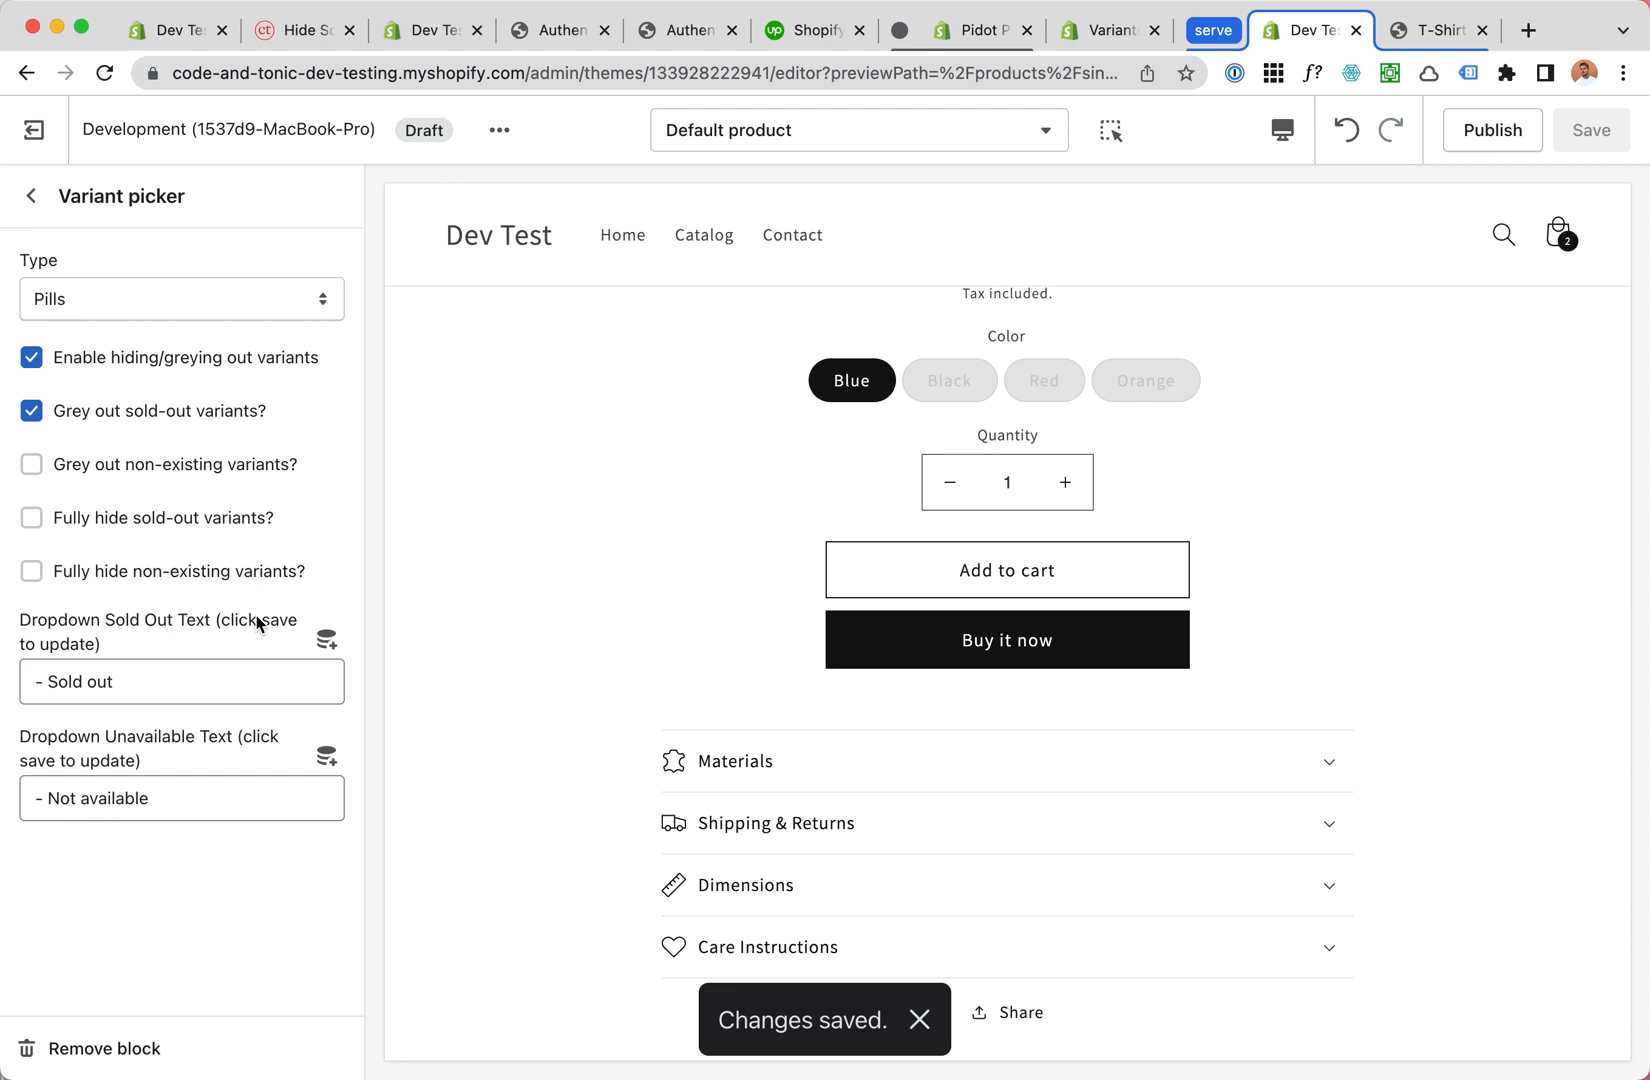 Dev Te
Hide Sc
Dev Te
Authen
Authen
Shopify
Pidot P
Variant
serve
Dev Te
T-Shirt
code-and-tonic-dev-testing.myshopify.com/admin/themes/133928222941/editor?previewPath=%2Fproducts%2Fsin...
f?
Development (1537d9-MacBook-Pro)
Draft
Default product
Publish
Save
Variant picker
Type
Pills
Enable hiding/greying out variants
Grey out sold-out variants?
Grey out non-existing variants?
Fully hide sold-out variants?
Fully hide non-existing variants?
Dropdown Sold Out Text (click save
to update)
- Sold out
Dropdown Unavailable Text (click
save to update)
- Not available
Remove block
Dev Test
Home
Catalog
Contact
2
Tax included.
Color
Blue
Black
Red
Orange
Quantity
1
Add to cart
Buy it now
Materials
Shipping & Returns
Dimensions
Care Instructions
Share
Changes saved.